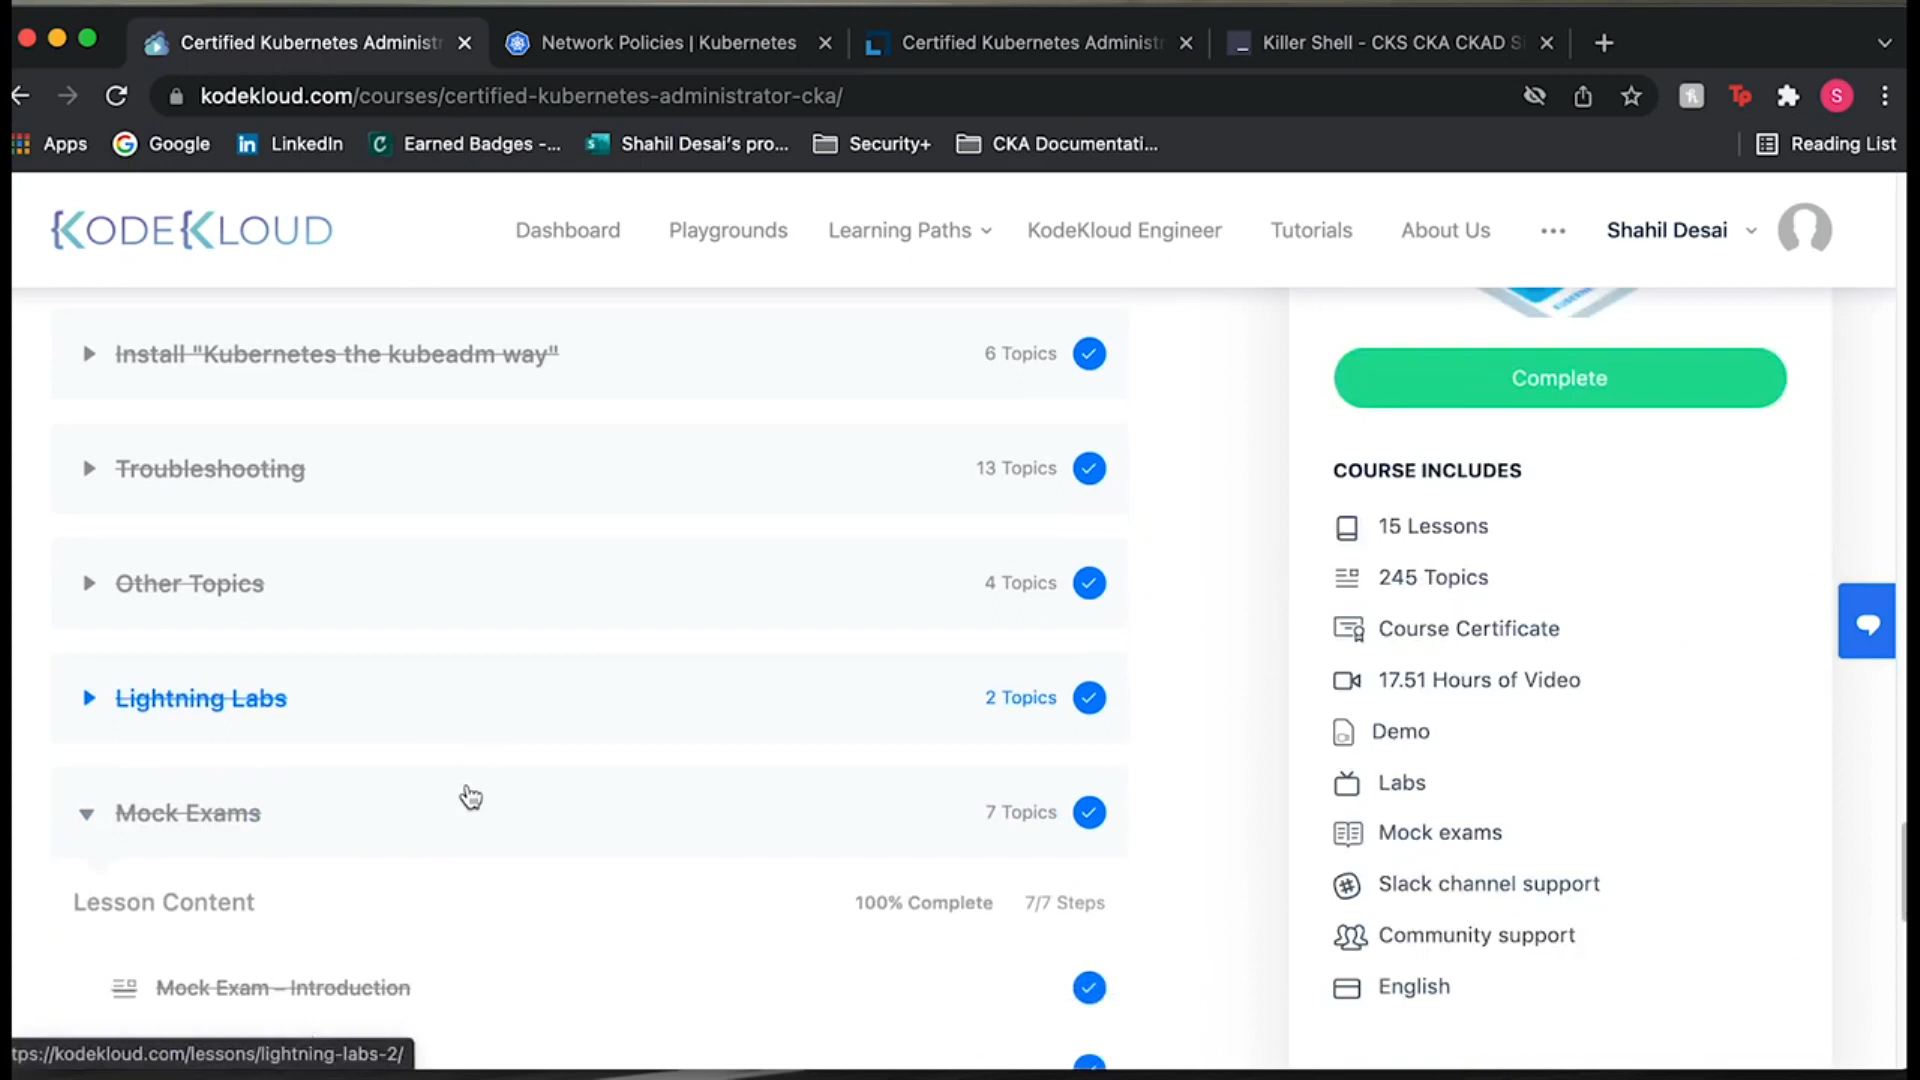 Certified Kubernetes Administr
Network Policies | Kubernetes
Certified Kubernetes Administr
Killer Shell - CKS CKA CKAD S
kodekloud.com/courses/certified-kubernetes-administrator-cka/
Tp
S
Apps
Google
LinkedIn
Earned Badges -...
Shahil Desai's pro...
Security+
CKA Documentati...
Reading List
KODEKLOUD
Dashboard
Playgrounds
Learning Paths
KodeKloud Engineer
Tutorials
About Us
Shahil Desai
Install "Kubernetes the kubeadm way"
6 Topics
Troubleshooting
13 Topics
Other Topics
4 Topics
Lightning Labs
2 Topics
Mock Exams
7 Topics
Lesson Content
100% Complete
7/7 Steps
Mock Exam – Introduction
Complete
COURSE INCLUDES
15 Lessons
245 Topics
Course Certificate
17.51 Hours of Video
Demo
Labs
Mock exams
Slack channel support
Community support
English
tps://kodekloud.com/lessons/lightning-labs-2/